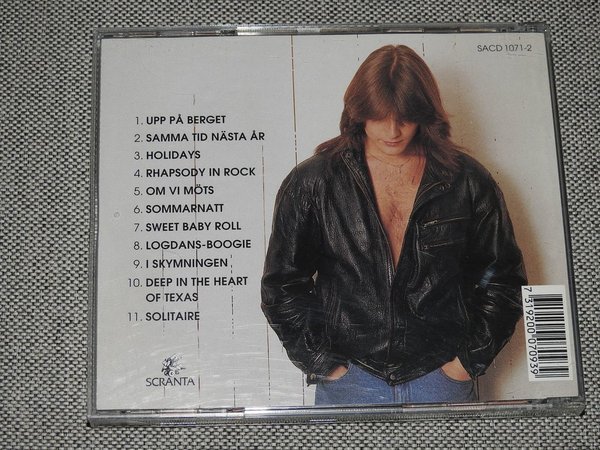 SACD 1071-2
1. UPP PÅ BERGET
2. SAMMA TID NÄSTA ÅR
3. HOLIDAYS
4. RHAPSODY IN ROCK
5. OM VI MÖTS
6. SOMMARNATT
7. SWEET BABY ROLL
8. LOGDANS-BOOGIE
9. I SKYMNINGEN
10. DEEP IN THE HEART
OF TEXAS
11. SOLITAIRE
SCRANTA
7 319200 070939